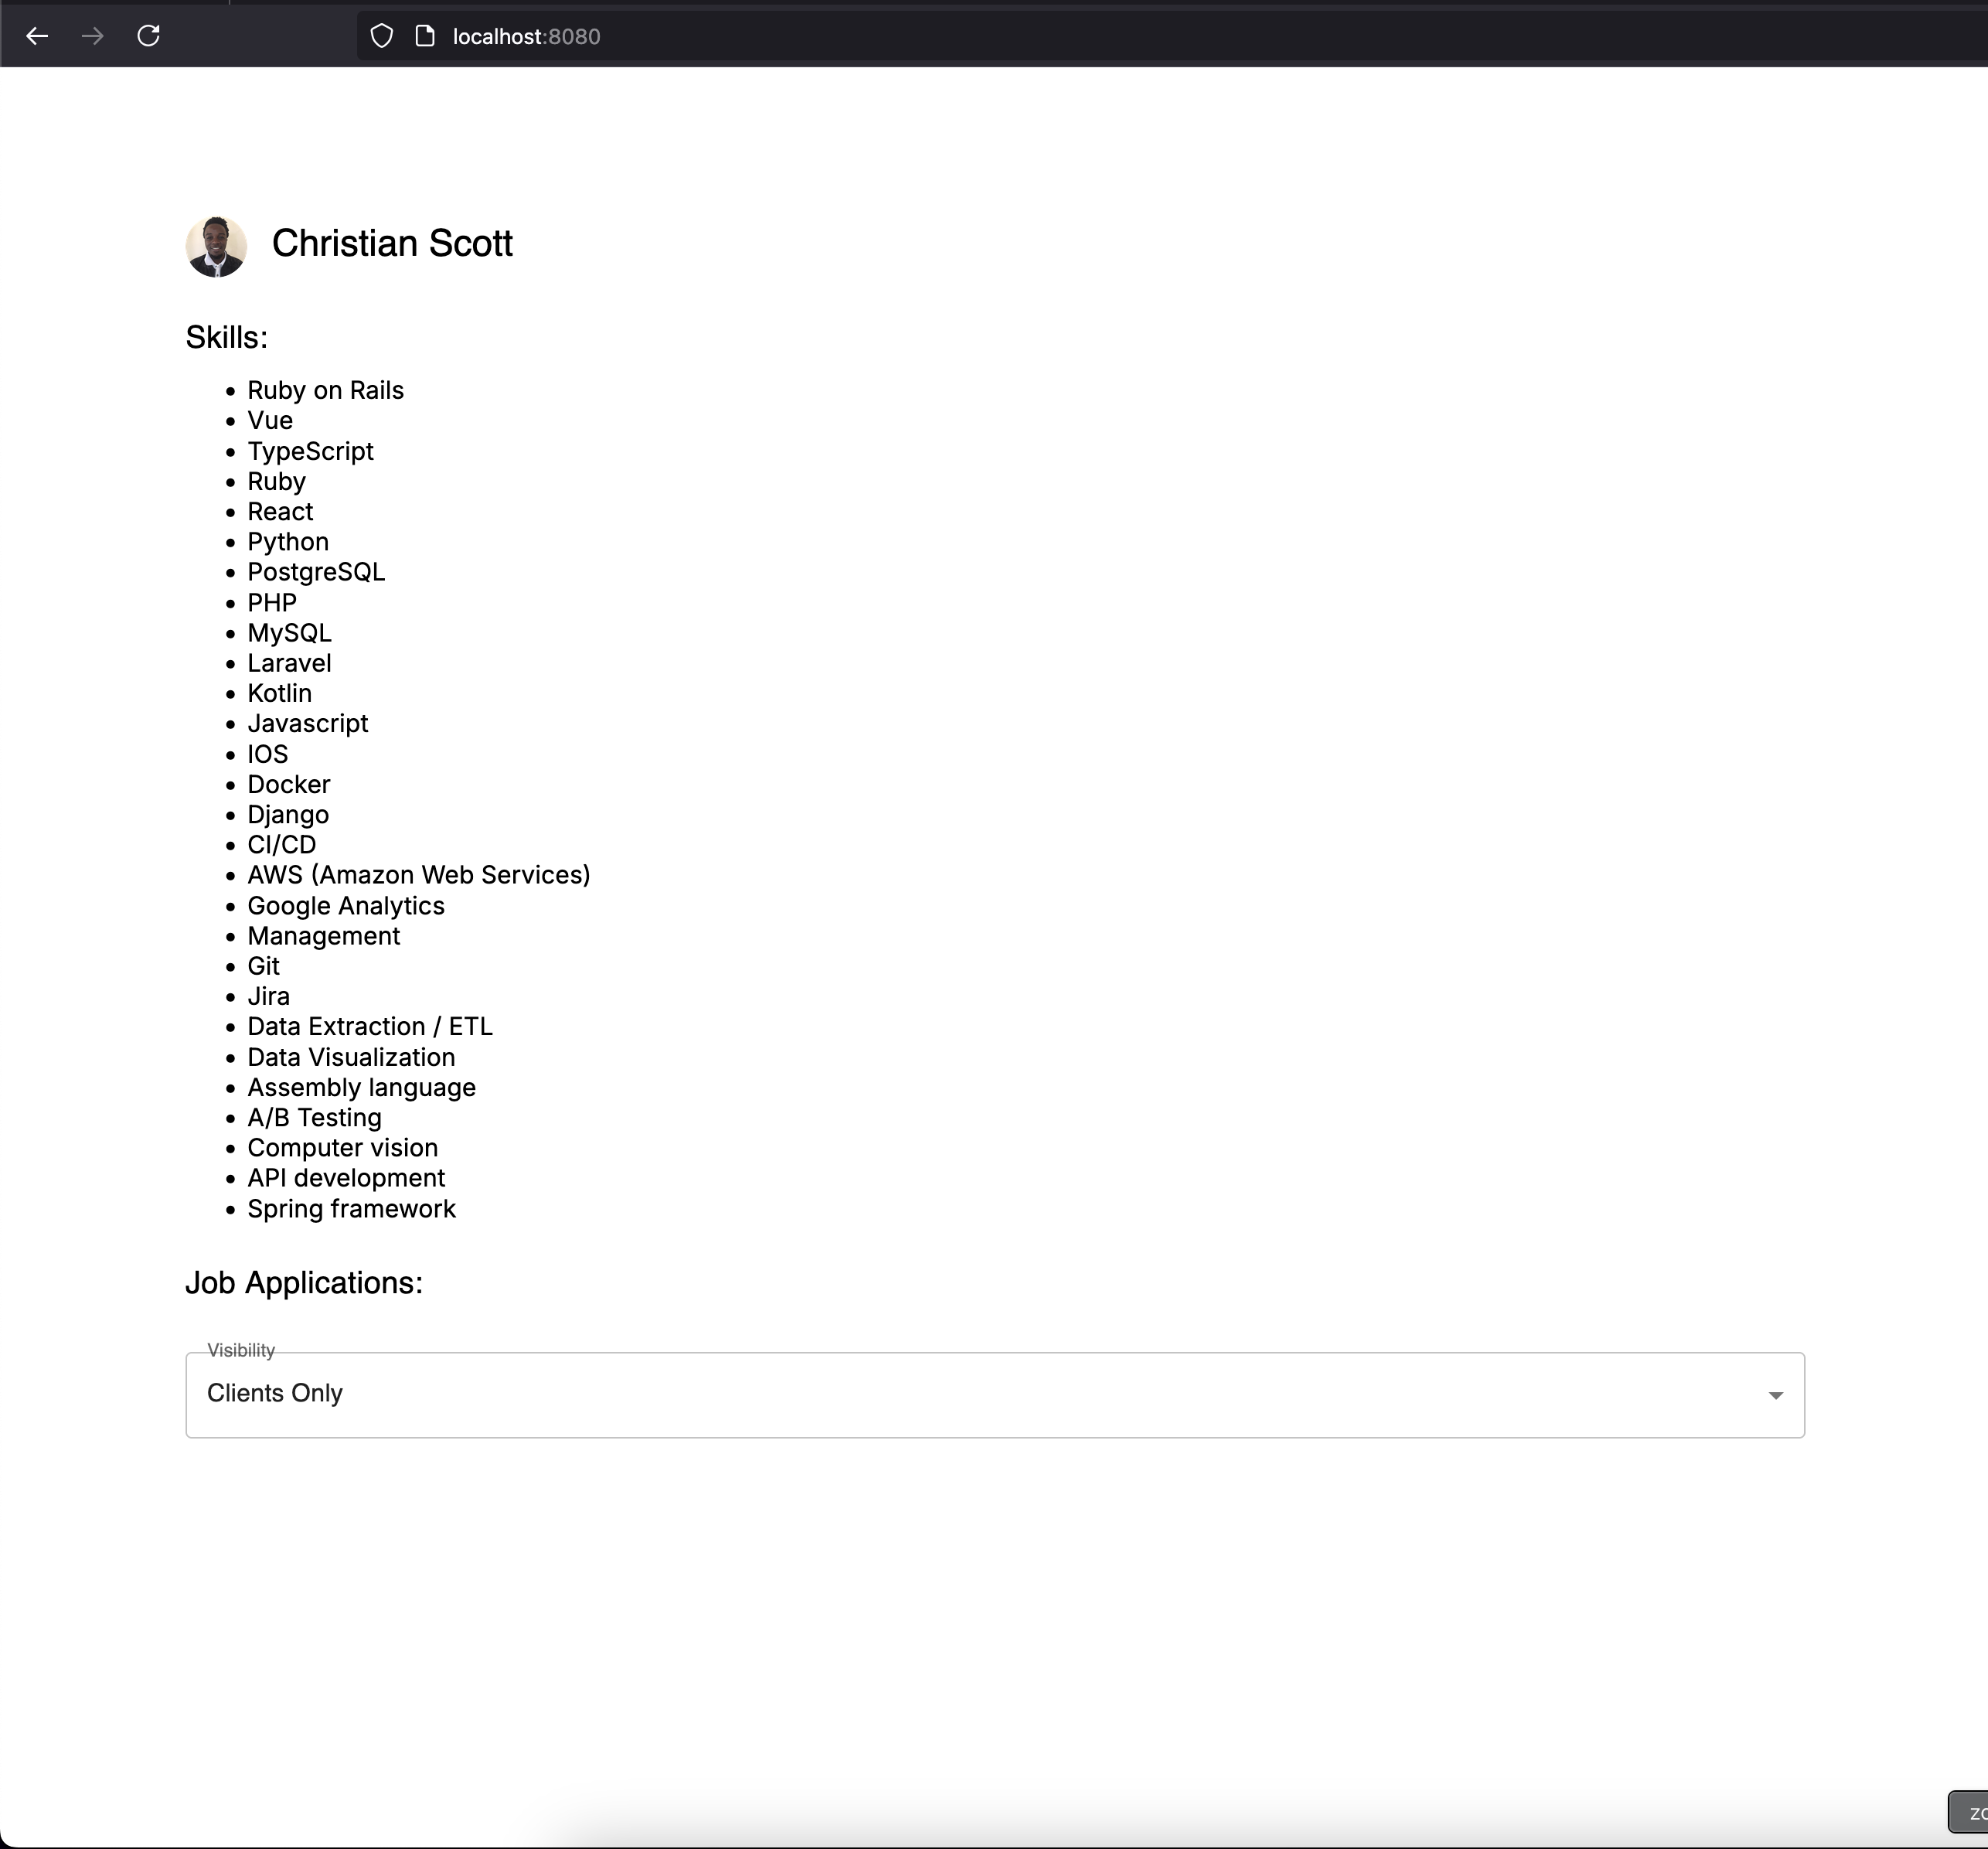 localhost:8080
Christian Scott
Skills:
Ruby on Rails
Vue
TypeScript
Ruby
React
Python
PostgreSQL
PHP
MySQL
Laravel
Kotlin
Javascript
IOS
Docker
Django
CI/CD
AWS (Amazon Web Services)
Google Analytics
Management
Git
Jira
Data Extraction / ETL
Data Visualization
Assembly language
A/B Testing
Computer vision
API development
Spring framework
Job Applications:
Visibility
Clients Only